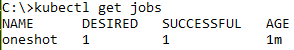 C:\>kubectl get jobs
NAME DESIRED SUCCESSFUL AGE
oneshot 1 1 1m